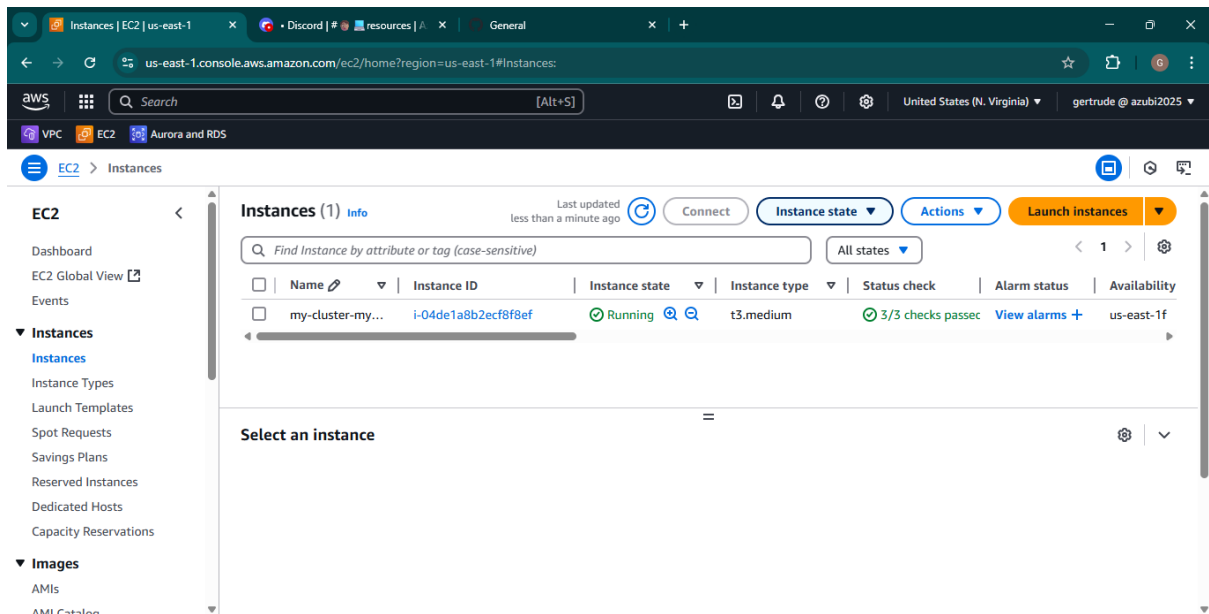 Instances | EC2 | us-east-1
• Discord | # resources | A
General
us-east-1.console.aws.amazon.com/ec2/home?region=us-east-1#Instances:
G
aws
Search
[Alt+S]
United States (N. Virginia)
gertrude @ azubi2025
VPC
EC2
Aurora and RDS
EC2 > Instances
EC2
Dashboard
EC2 Global View
Events
Instances
Instances
Instance Types
Launch Templates
Spot Requests
Savings Plans
Reserved Instances
Dedicated Hosts
Capacity Reservations
Images
AMIs
AMI Catalog
Instances (1) Info
Last updated
less than a minute ago
Connect
Instance state
Actions
Launch instances
Find Instance by attribute or tag (case-sensitive)
All states
1
Name
Instance ID
Instance state
Instance type
Status check
Alarm status
Availability
my-cluster-my...
i-04de1a8b2ecf8f8ef
Running
t3.medium
3/3 checks passec
View alarms +
us-east-1f
Select an instance